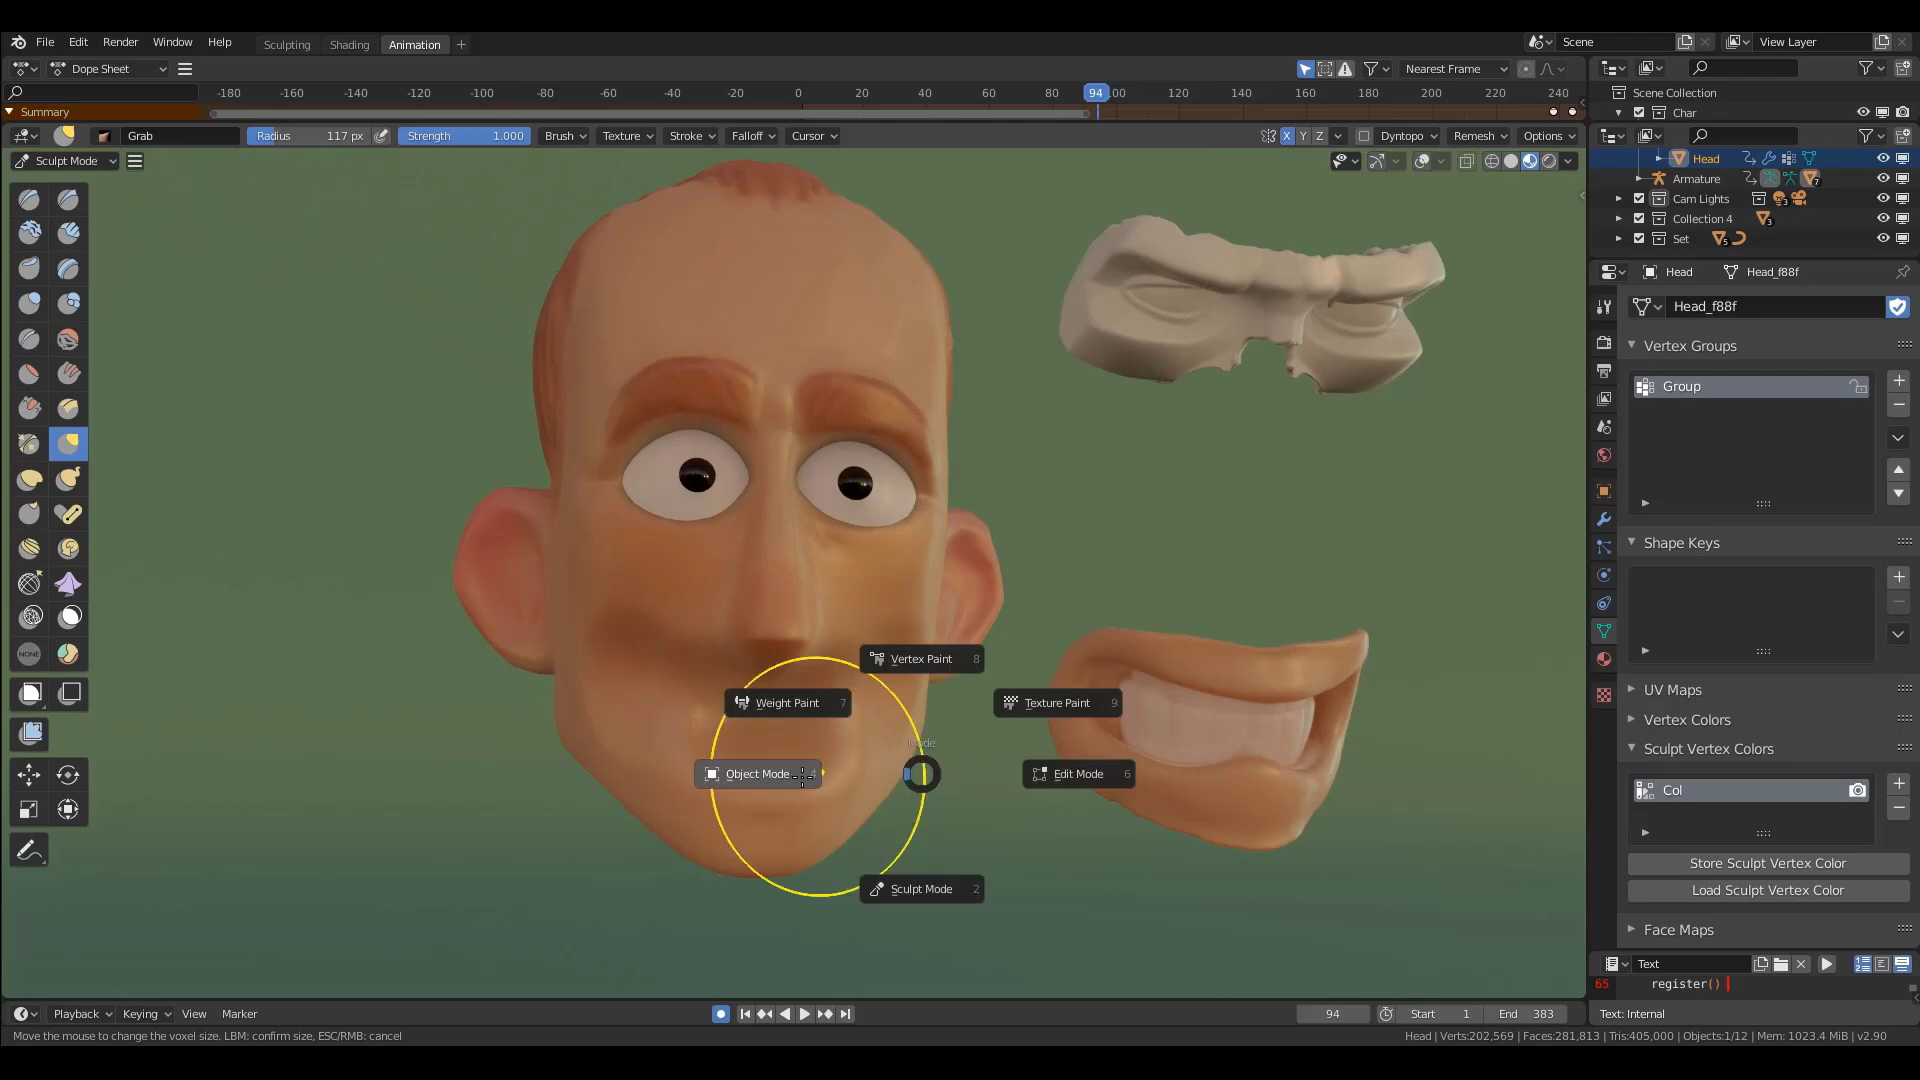 File Edit Render Window Help Sculpting Shading Animation + Scene View Layer
Dope Sheet Nearest Frame
-180 -160 -140 -120 -100 -80 -60 -40 -20 0 20 40 60 80 94 100 120 140 160 180 200 220 240
Scene Collection
Summary
Char
Grab Radius 117 px Strength 1.000 Brush Texture Stroke Falloff Cursor X Y Z Dyntopo Remesh Options
Sculpt Mode
Head
Armature 7
Cam Lights 3
Collection 4 3
Set 5
Head Head_f88f
Head_f88f
Vertex Groups
Group
Shape Keys
NONE
Vertex Paint 8
Weight Paint 7
Texture Paint 9
Mode
Object Mode 4
Edit Mode 6
Sculpt Mode 2
UV Maps
Vertex Colors
Sculpt Vertex Colors
Col
Store Sculpt Vertex Color
Load Sculpt Vertex Color
Face Maps
Text
65 register()
Playback Keying View Marker 94 Start 1 End 383
Text: Internal
Move the mouse to change the voxel size. LBM: confirm size, ESC/RMB: cancel
Head | Verts:202,569 | Faces:281,813 | Tris:405,000 | Objects:1/12 | Mem: 1023.4 MiB | v2.90